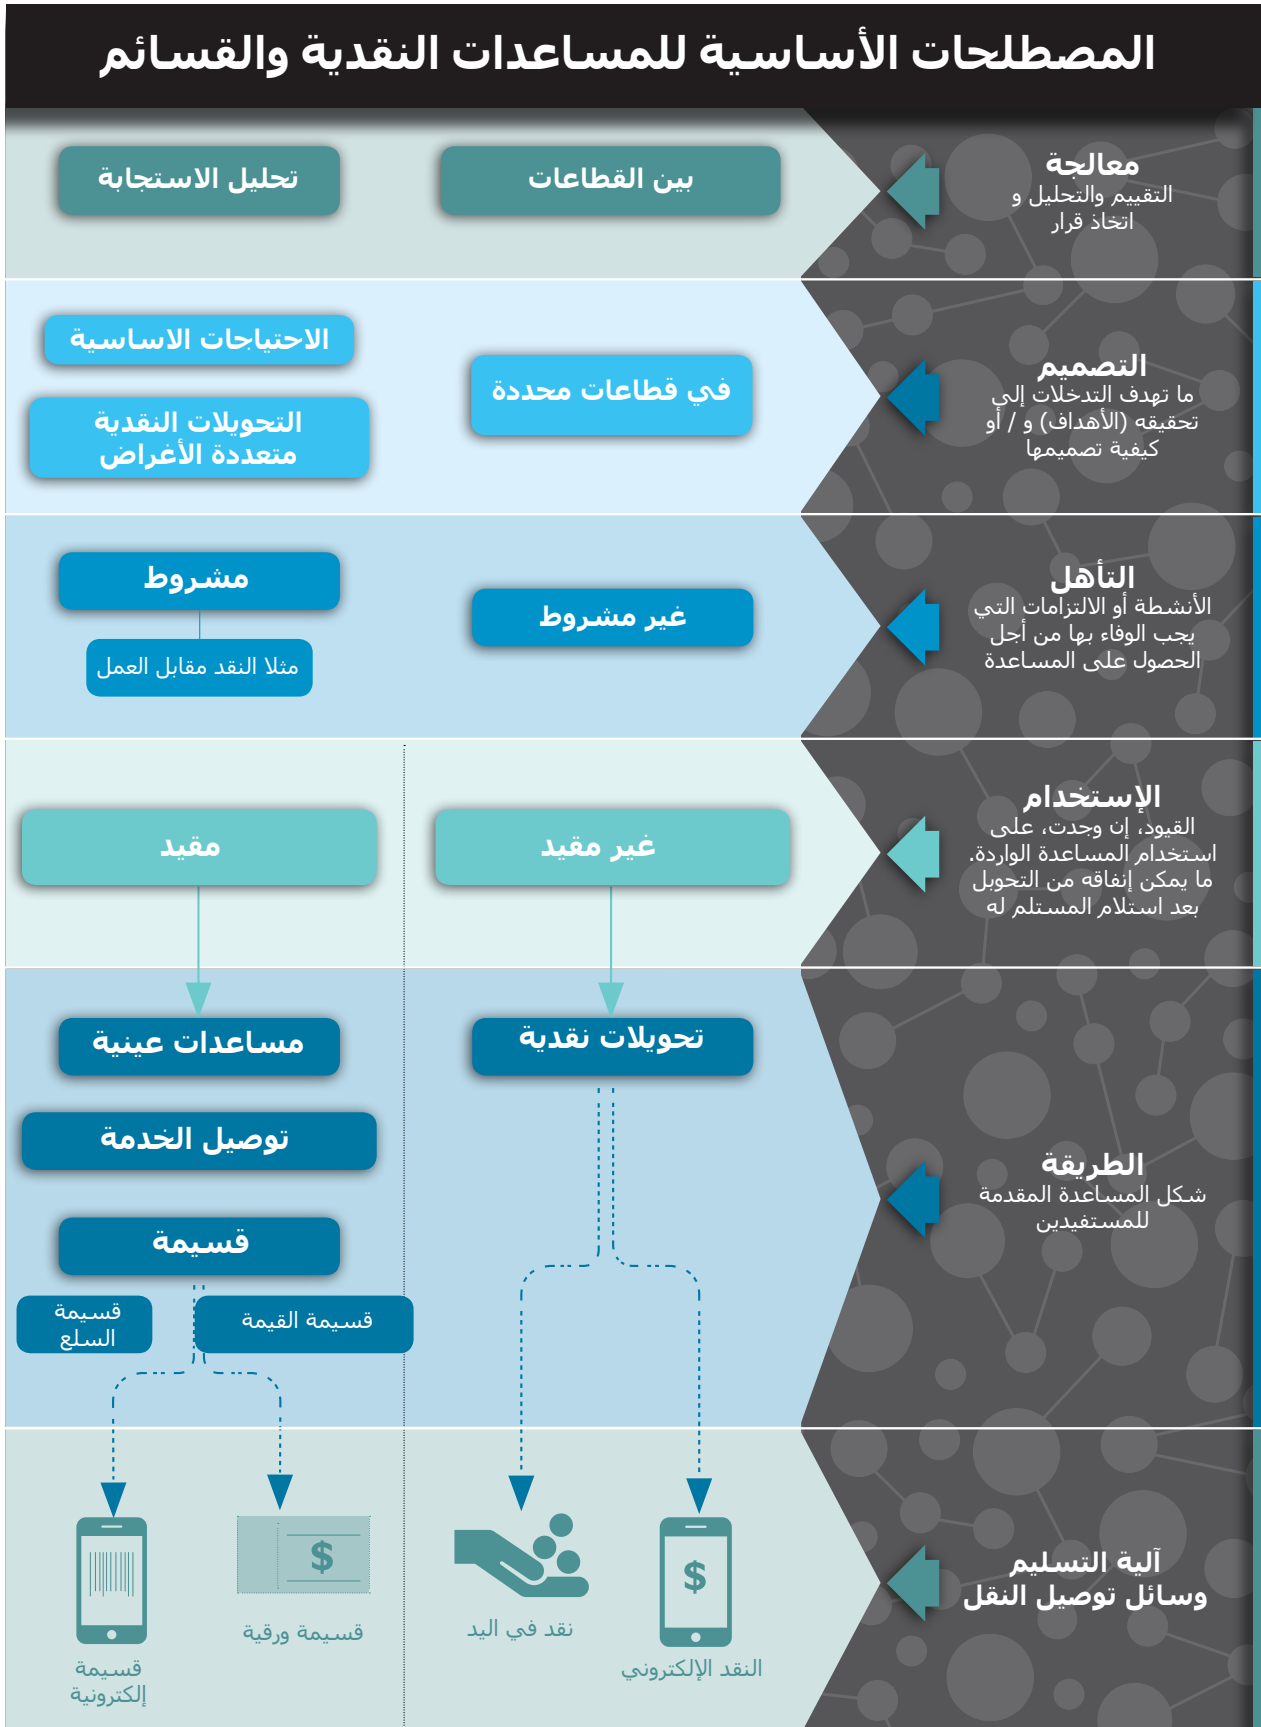 المصطلحات الأساسية للمساعدات النقدية والقسائم
معالجة
التقييم والتحليل و
اتخاذ قرار
بين القطاعات
تحليل الاستجابة
التصميم
ما تهدف التدخلات إلى
تحقيقه (الأهداف) و / أو
كيفية تصميمها
في قطاعات محددة
الاحتياجات الاساسية
التحويلات النقدية
متعددة الأغراض
التأهل
الأنشطة أو الالتزامات التي
يجب الوفاء بها من أجل
الحصول على المساعدة
غير مشروط
مشروط
مثلا النقد مقابل العمل
الإستخدام
القيود، إن وجدت، على
استخدام المساعدة الواردة.
ما يمكن إنفاقه من التحوبل
بعد استلام المستلم له
غير مقيد
مقيد
الطريقة
شكل المساعدة المقدمة
للمستفيدين
تحويلات نقدية
مساعدات عينية
توصيل الخدمة
قسيمة
قسيمة القيمة
قسيمة
السلع
آلية التسليم
وسائل توصيل النقل
$
النقد الإلكتروني
نقد في اليد
$
قسيمة ورقية
قسيمة
إلكترونية